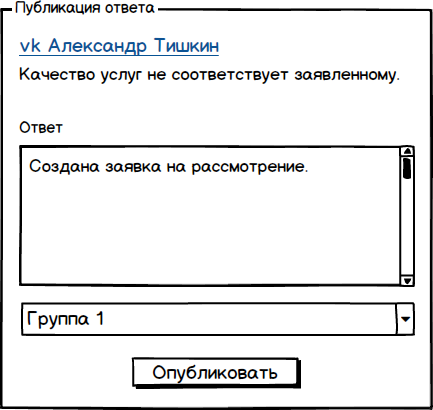 Публикация ответа
vk Александр Тишкин
Качество услуг не соответствует заявленному.
Ответ
Создана заявка на рассмотрение.
Группа 1
Опубликовать